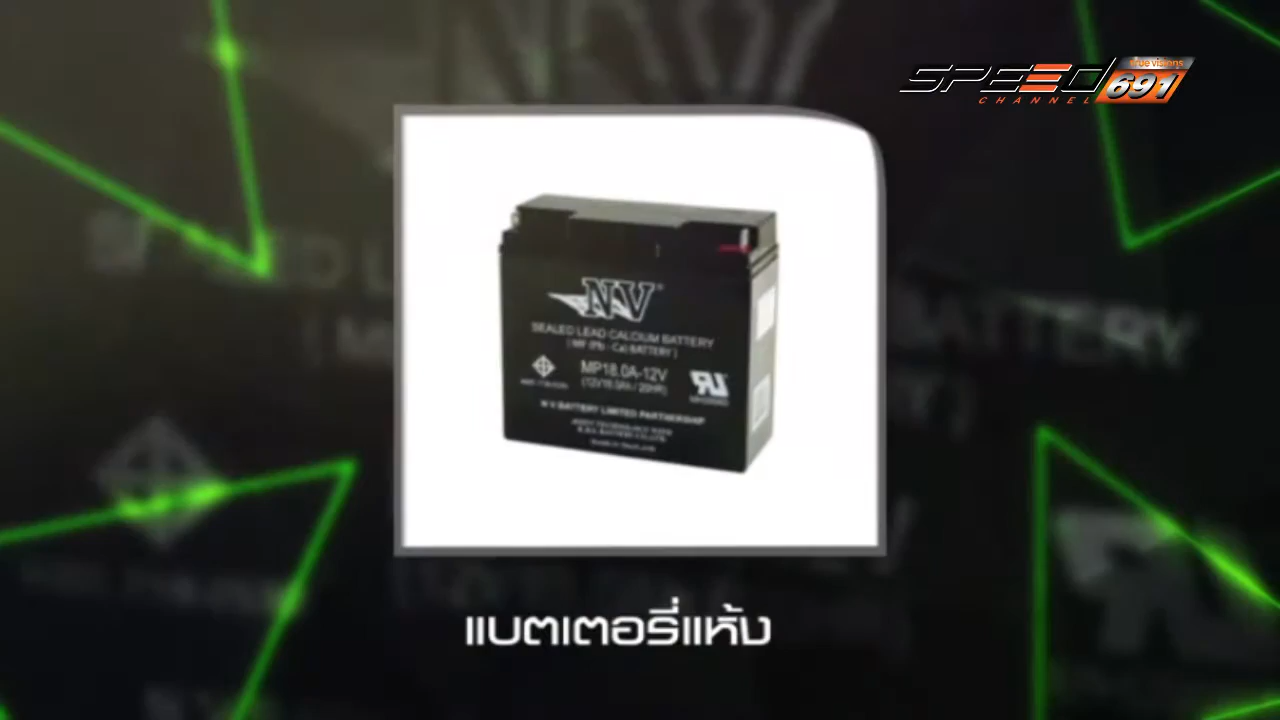 SPEED
CHANNEL
true visions
691
NV
SEALED LEAD CALCIUM BATTERY
( MF (Pb - Ca) BATTERY )
MP18.0A-12V
(12V18.0Ah / 20HR)
N V BATTERY LIMITED PARTNERSHIP
แบตเตอรี่แห้ง